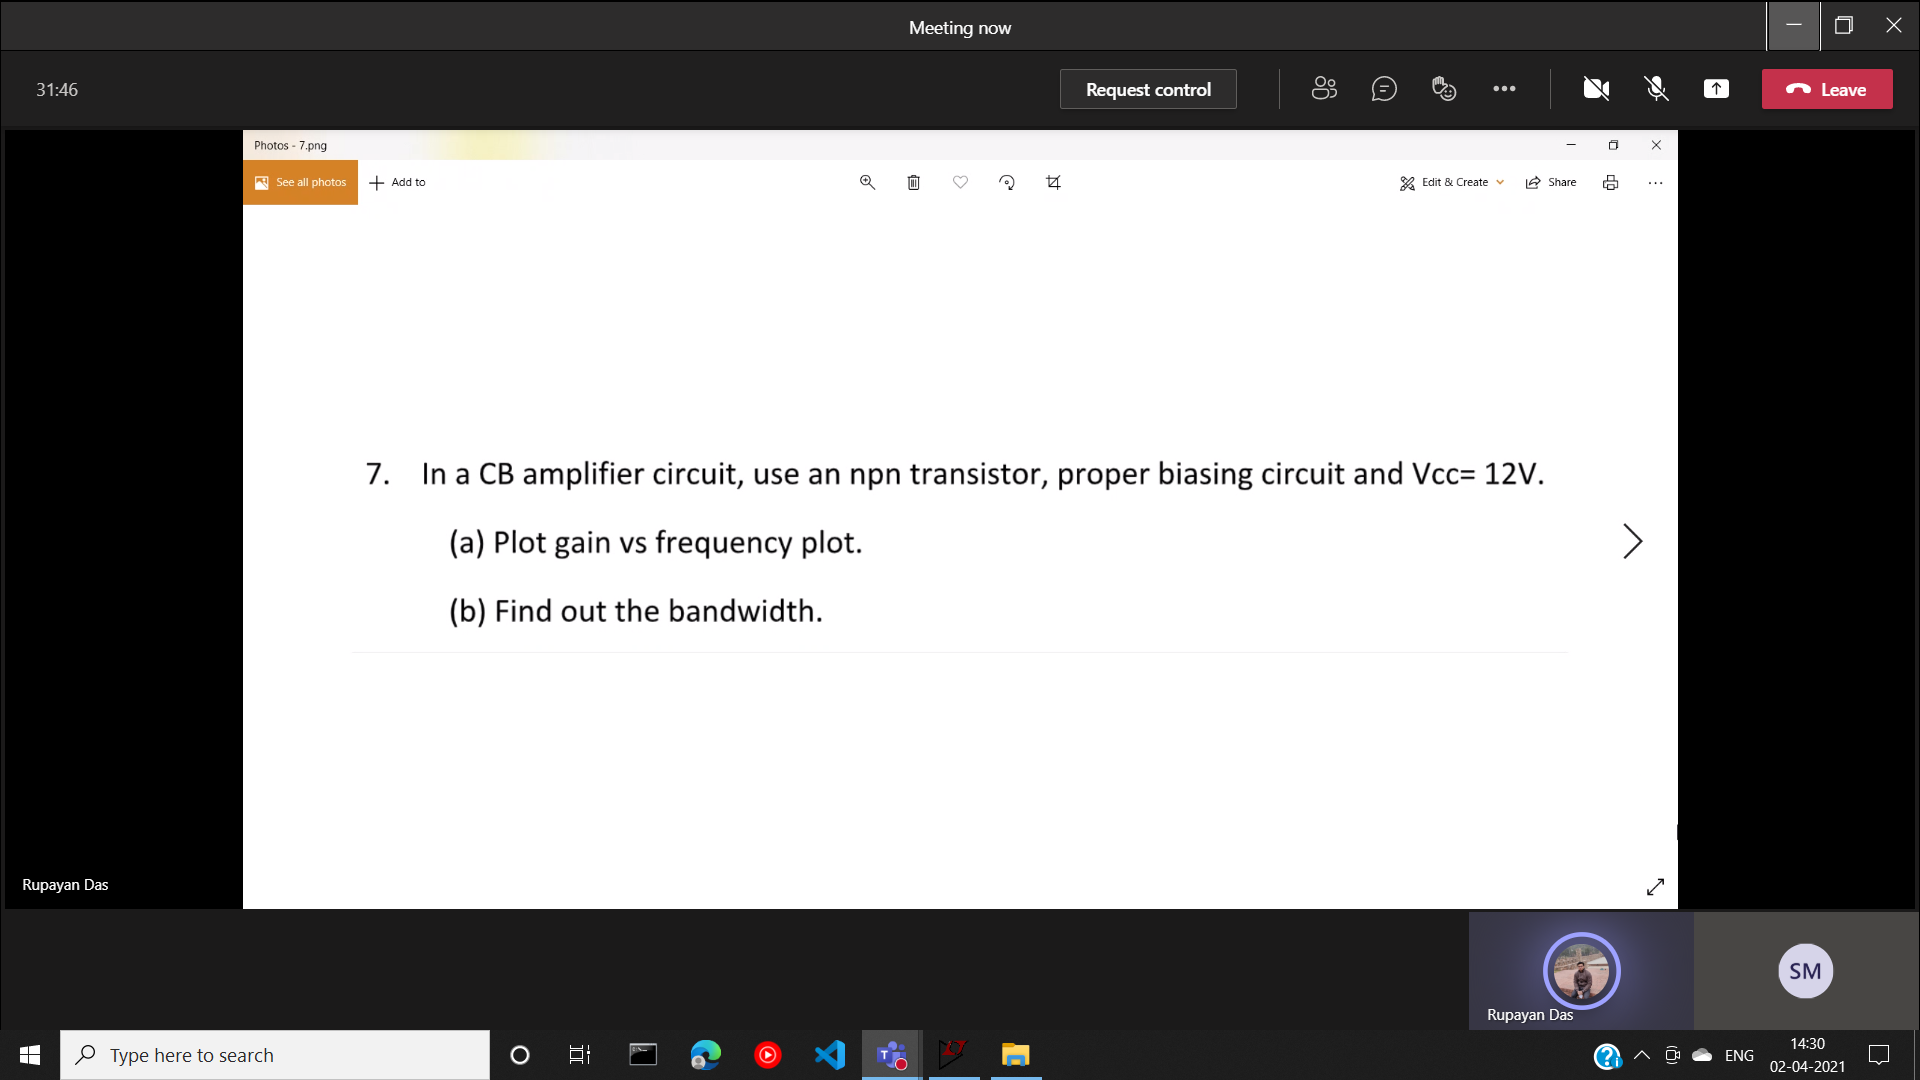 Meeting now
31:46
Request control
Leave
Photos - 7.png
See all photos
Add to
Edit & Create
Share
7. In a CB amplifier circuit, use an npn transistor, proper biasing circuit and Vcc= 12V.
(a) Plot gain vs frequency plot.
(b) Find out the bandwidth.
Rupayan Das
SM
Rupayan Das
Type here to search
ENG
14:30
02-04-2021